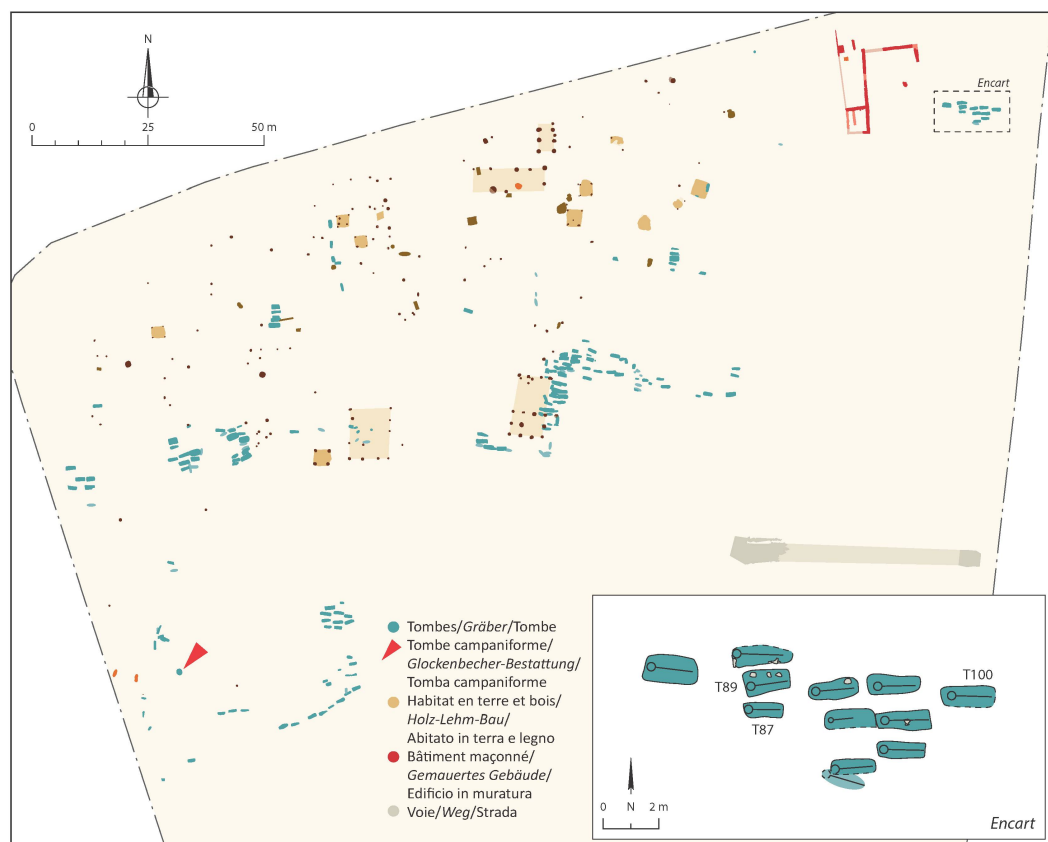 N
0 25 50 m
Encart
Tombes/Gräber/Tombe
Tombe campaniforme/
Glockenbecher-Bestattung/
Tomba campaniforme
Habitat en terre et bois/
Holz-Lehm-Bau/
Abitato in terra e legno
Bâtiment maçonné/
Gemauertes Gebäude/
Edificio in muratura
Voie/Weg/Strada
T89
T87
T100
0 N 2 m
Encart